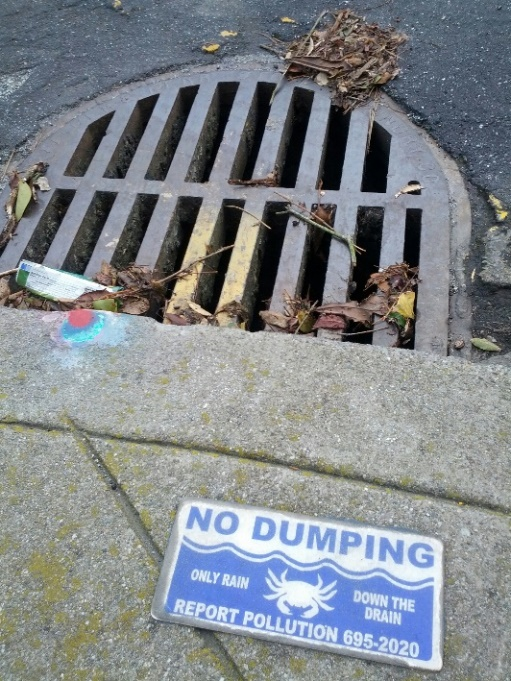 NO DUMPING
ONLY RAIN
DOWN THE
DRAIN
REPORT POLLUTION 695-2020